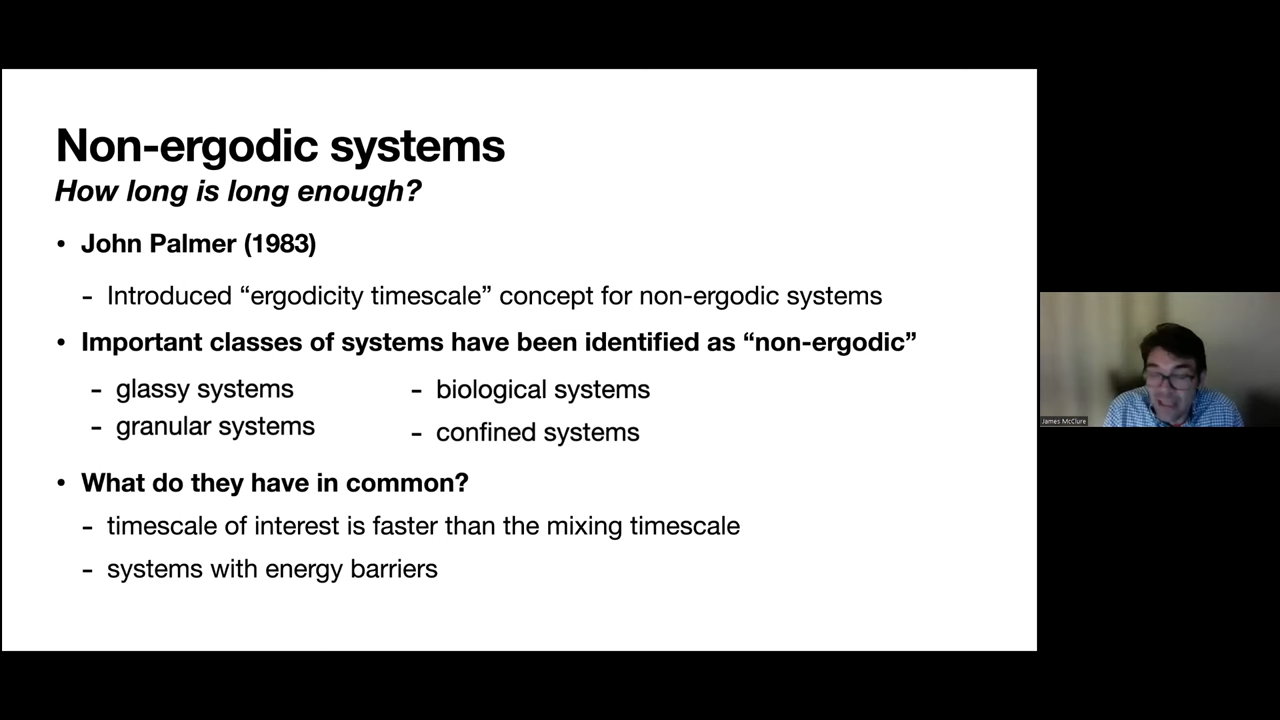 Non-ergodic systems
How long is long enough?
• John Palmer (1983)
- Introduced “ergodicity timescale” concept for non-ergodic systems
• Important classes of systems have been identified as “non-ergodic”
- glassy systems
- granular systems
- biological systems
- confined systems
• What do they have in common?
- timescale of interest is faster than the mixing timescale
- systems with energy barriers
James McClure